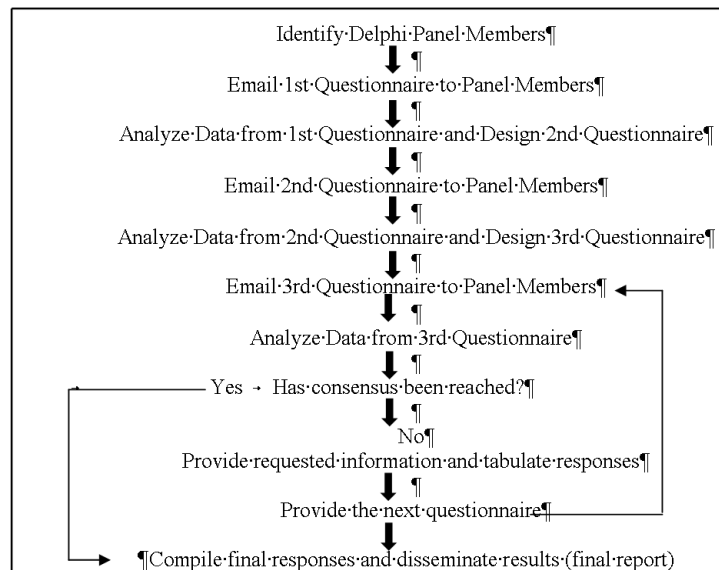 Identify·Delphi·Panel·Members¶
¶
Email·1st·Questionnaire·to·Panel·Members¶
¶
Analyze·Data·from·1st·Questionnaire·and·Design·2nd·Questionnaire¶
¶
Email·2nd·Questionnaire·to·Panel·Members¶
¶
Analyze·Data·from·2nd·Questionnaire·and·Design·3rd·Questionnaire¶
¶
Email·3rd·Questionnaire·to·Panel·Members¶
¶
Analyze·Data·from·3rd·Questionnaire¶
¶
Yes → Has·consensus·been·reached?¶
¶
No¶
Provide·requested·information·and·tabulate·responses¶
¶
Provide·the·next·questionnaire¶
¶Compile·final·responses·and·disseminate·results·(final·report)